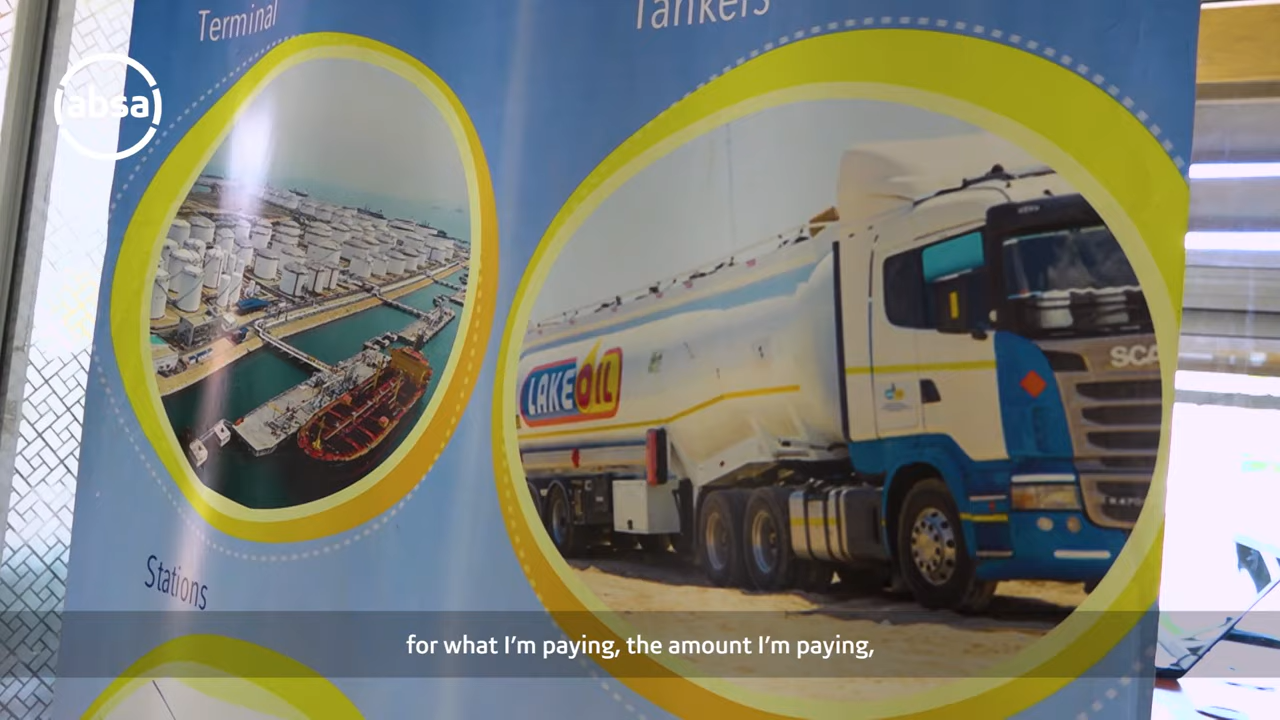 Terminal
Tankers
absa
LAKE OIL
SCA
Stations
for what I'm paying, the amount I'm paying,